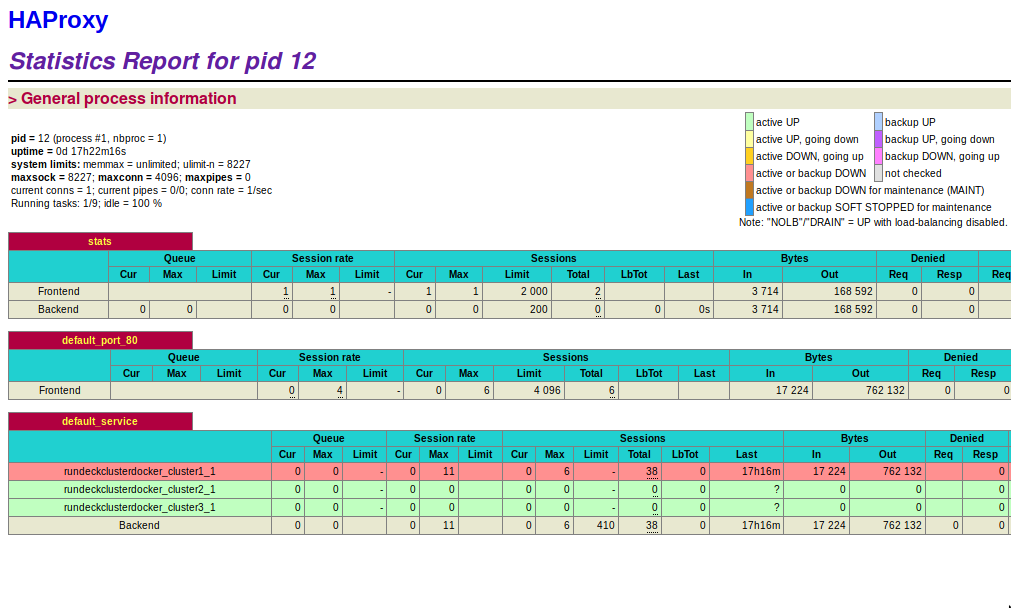 HAProxy
Statistics Report for pid 12
> General process information
pid = 12 (process #1, nbproc = 1)
uptime = 0d 17h22m16s
system limits: memmax = unlimited; ulimit-n = 8227
maxsock = 8227; maxconn = 4096; maxpipes = 0
current conns = 1; current pipes = 0/0; conn rate = 1/sec
Running tasks: 1/9; idle = 100 %
active UP backup UP
active UP, going down backup UP, going down
active DOWN, going up backup DOWN, going up
active or backup DOWN not checked
active or backup DOWN for maintenance (MAINT)
active or backup SOFT STOPPED for maintenance
Note: "NOLB"/"DRAIN" = UP with load-balancing disabled.
stats
Queue Session rate Sessions Bytes Denied
Cur Max Limit Cur Max Limit Cur Max Limit Total LbTot Last In Out Req Resp Req
Frontend 1 1 - 1 1 2 000 2 3 714 168 592 0 0
Backend 0 0 0 0 0 0 200 0 0 0s 3 714 168 592 0 0
default_port_80
Queue Session rate Sessions Bytes Denied
Cur Max Limit Cur Max Limit Cur Max Limit Total LbTot Last In Out Req Resp
Frontend 0 4 - 0 6 4 096 6 17 224 762 132 0 0
default_service
Queue Session rate Sessions Bytes Denied
Cur Max Limit Cur Max Limit Cur Max Limit Total LbTot Last In Out Req Resp
rundeckclusterdocker_cluster1_1 0 0 - 0 11 0 6 - 38 0 17h16m 17 224 762 132 0
rundeckclusterdocker_cluster2_1 0 0 - 0 0 0 0 - 0 0 ? 0 0 0
rundeckclusterdocker_cluster3_1 0 0 - 0 0 0 0 - 0 0 ? 0 0 0
Backend 0 0 0 11 0 6 410 38 0 17h16m 17 224 762 132 0 0